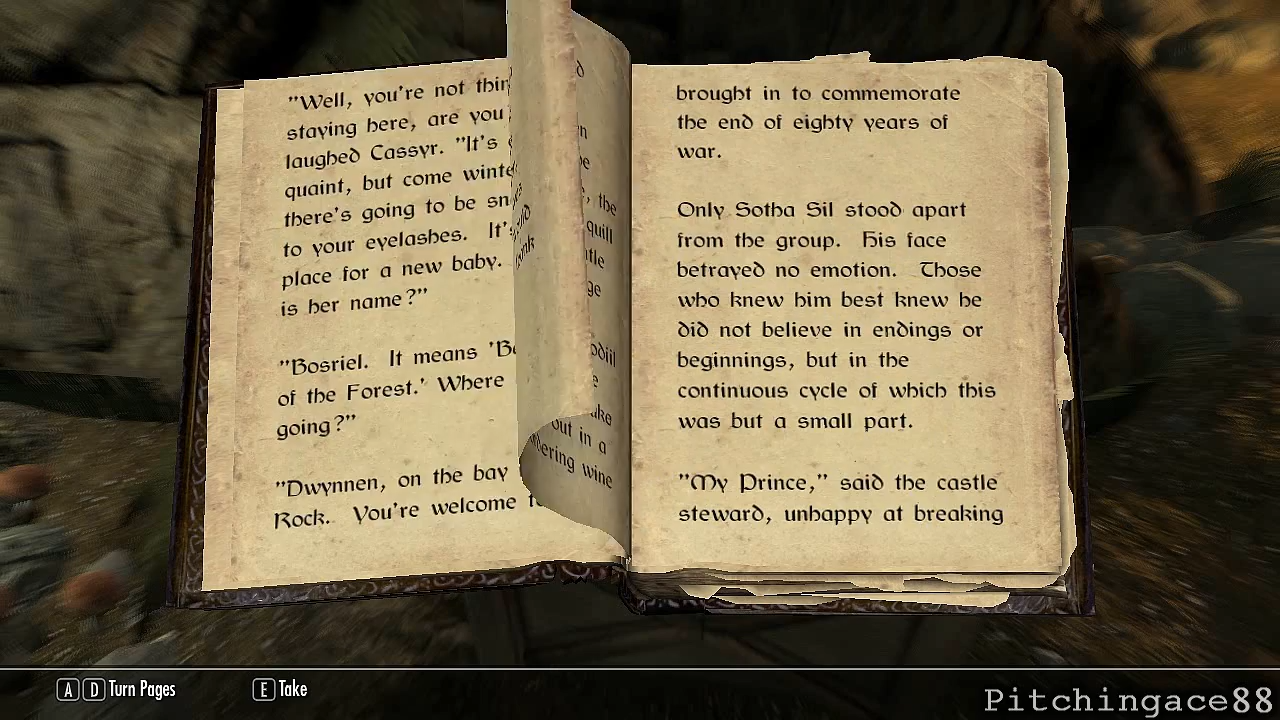 "Well, you're not
staying here, are you
laughed Cassyr. "It's
quaint, but come
there's going to be
to your eyelashes. It's
place for a new baby.
is her name?"
"Bosriel. It means
of the Forest.' Where
going?"
"Dwynnen, on the bay
Rock. You're welcome
the
quill
out in a
wine
brought in to commemorate
the end of eighty years of
war.
Only Sotha Sil stood apart
from the group. His face
betrayed no emotion. Those
who knew him best knew he
did not believe in endings or
beginnings, but in the
continuous cycle of which this
was but a small part.
"My Prince," said the castle
steward, unhappy at breaking
A D Turn Pages
E Take
Pitchingace88